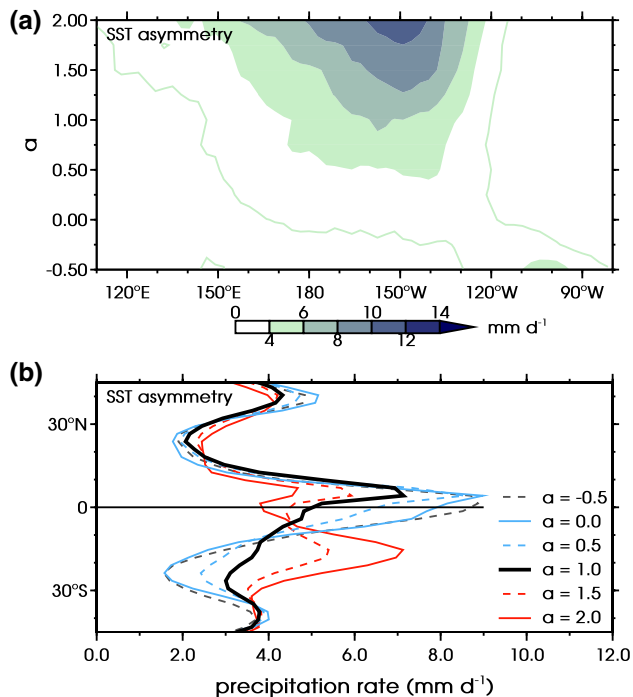 (a)
SST asymmetry
2.00
1.50
1.00
0.50
0.00
-0.50
α
120°E 150°E 180 150°W 120°W 90°W
0 6 10 14
4 8 12
mm d⁻¹
(b)
SST asymmetry
30°N
0
30°S
α = -0.5
α = 0.0
α = 0.5
α = 1.0
α = 1.5
α = 2.0
0.0 2.0 4.0 6.0 8.0 10.0 12.0
precipitation rate (mm d⁻¹)